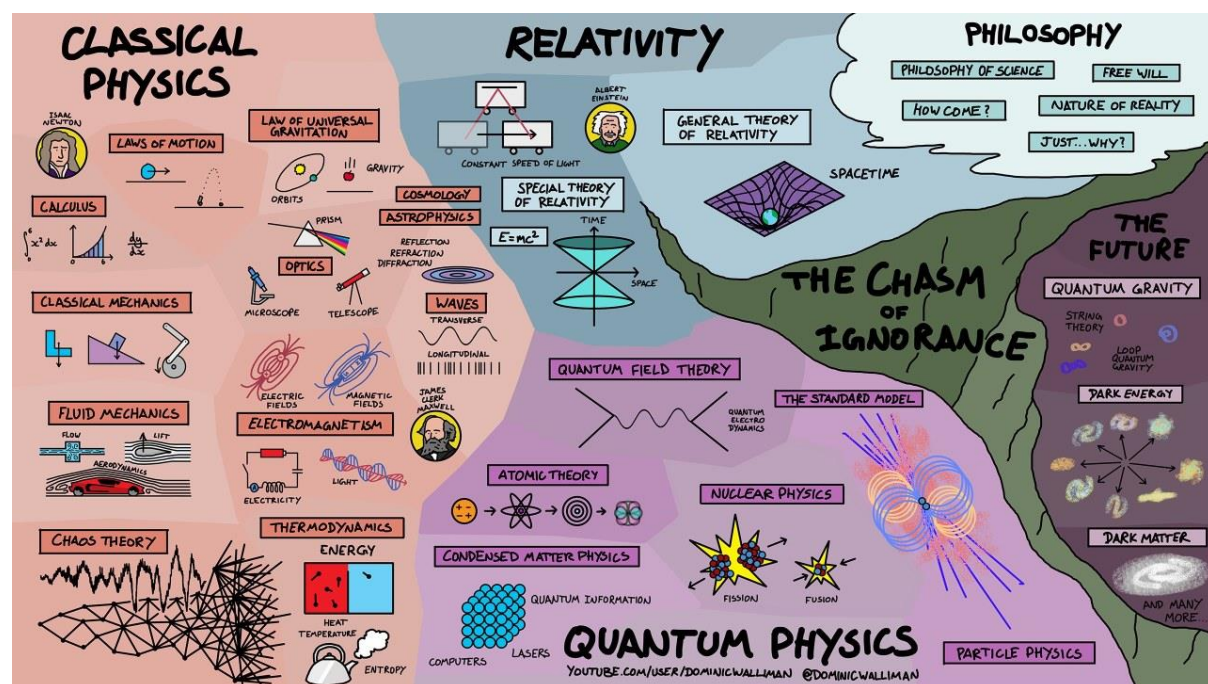 CLASSICAL
PHYSICS
ISAAC
NEWTON
LAWS OF MOTION
LAW OF UNIVERSAL
GRAVITATION
GRAVITY
ORBITS
CALCULUS
∫₀⁶ x² dx
0
6
dy/dx
COSMOLOGY
ASTROPHYSICS
PRISM
OPTICS
REFLECTION
REFRACTION
DIFFRACTION
MICROSCOPE
TELESCOPE
WAVES
TRANSVERSE
LONGITUDINAL
CLASSICAL MECHANICS
ELECTRIC
FIELDS
MAGNETIC
FIELDS
JAMES
CLERK
MAXWELL
FLUID MECHANICS
FLOW
LIFT
AERODYNAMICS
ELECTROMAGNETISM
A
ELECTRICITY
LIGHT
CHAOS THEORY
THERMODYNAMICS
ENERGY
HEAT
TEMPERATURE
ENTROPY
RELATIVITY
ALBERT
EINSTEIN
CONSTANT SPEED OF LIGHT
GENERAL THEORY
OF RELATIVITY
SPACETIME
SPECIAL THEORY
OF RELATIVITY
E=mc²
TIME
SPACE
PHILOSOPHY
PHILOSOPHY OF SCIENCE
FREE WILL
HOW COME?
NATURE OF REALITY
JUST...WHY?
THE CHASM
OF
IGNORANCE
THE
FUTURE
QUANTUM GRAVITY
STRING
THEORY
LOOP
QUANTUM
GRAVITY
DARK ENERGY
DARK MATTER
AND MANY
MORE...
QUANTUM FIELD THEORY
QUANTUM
ELECTRO
DYNAMICS
THE STANDARD MODEL
ATOMIC THEORY
NUCLEAR PHYSICS
FISSION
FUSION
CONDENSED MATTER PHYSICS
QUANTUM INFORMATION
LASERS
COMPUTERS
PARTICLE PHYSICS
QUANTUM PHYSICS
YOUTUBE.COM/USER/DOMINICWALLIMAN @DOMINICWALLIMAN